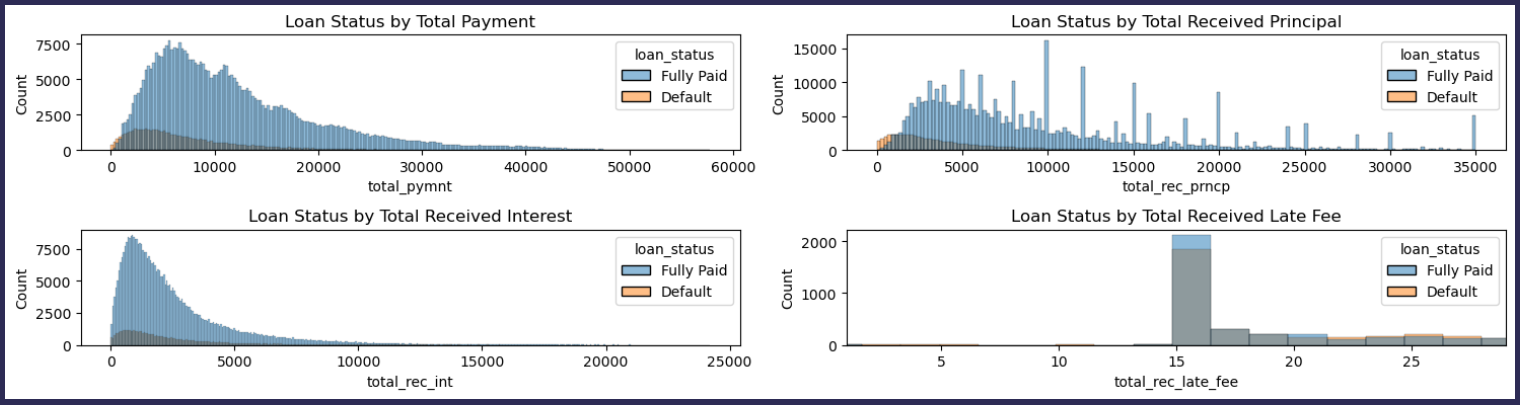 Loan Status by Total Payment
7500
5000
2500
0
Count
loan_status
Fully Paid
Default
0 10000 20000 30000 40000 50000 60000
total_pymnt
Loan Status by Total Received Principal
15000
10000
5000
0
Count
loan_status
Fully Paid
Default
0 5000 10000 15000 20000 25000 30000 35000
total_rec_prncp
Loan Status by Total Received Interest
7500
5000
2500
0
Count
loan_status
Fully Paid
Default
0 5000 10000 15000 20000 25000
total_rec_int
Loan Status by Total Received Late Fee
2000
1000
0
Count
loan_status
Fully Paid
Default
5 10 15 20 25
total_rec_late_fee